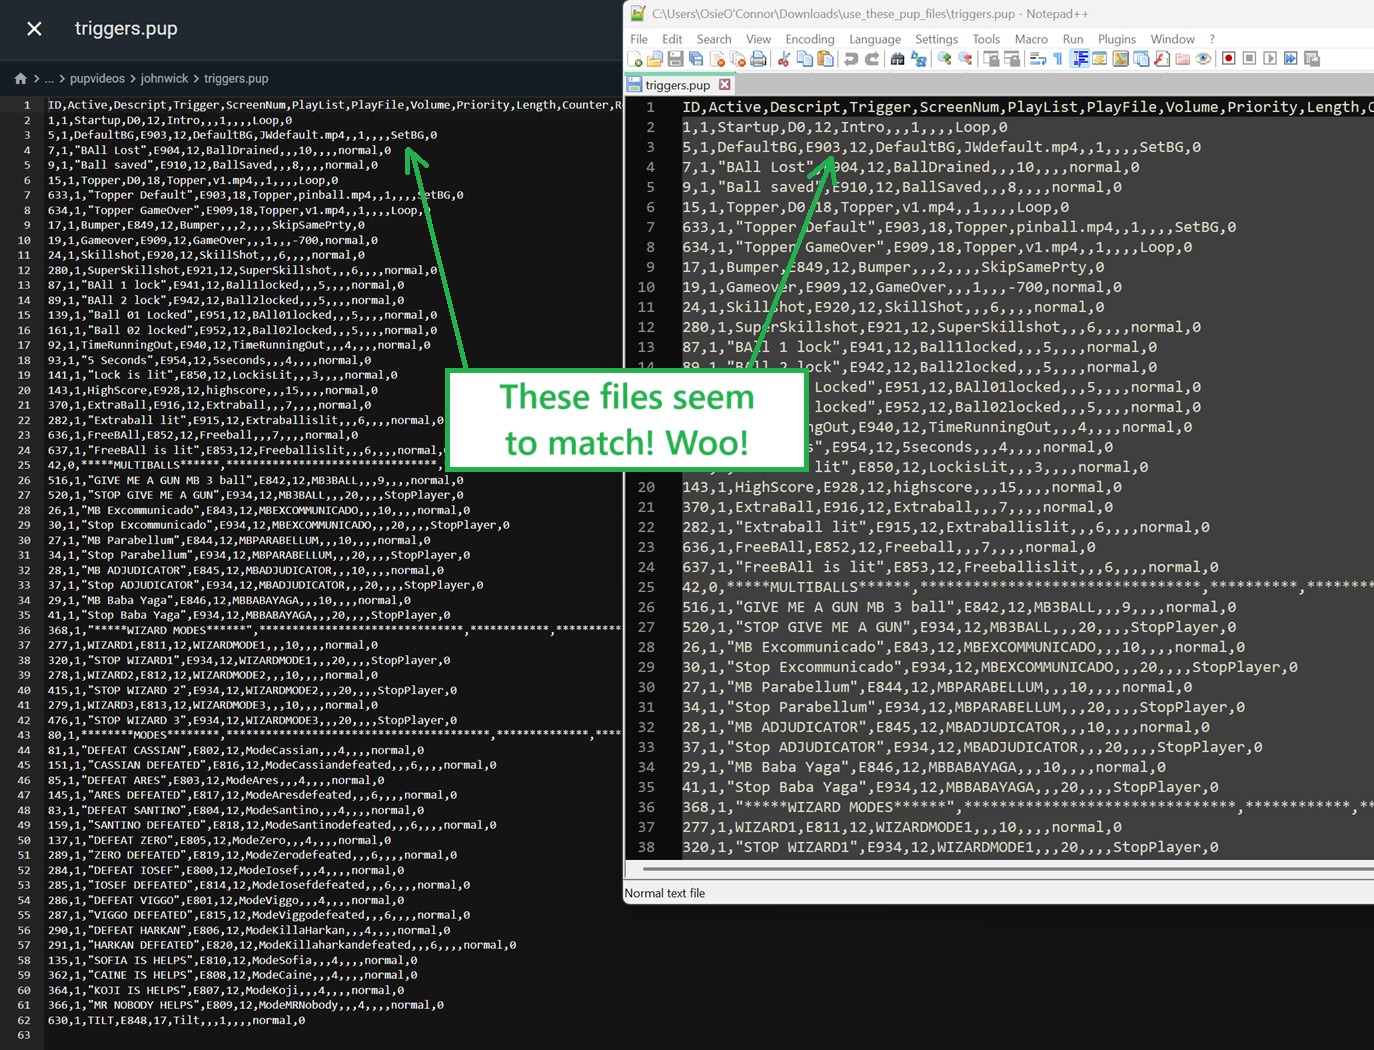 triggers.pup
... pupvideos johnwick triggers.pup
1 ID,Active,Descript,Trigger,ScreenNum,PlayList,PlayFile,Volume,Priority,Length,Counter,R
2 1,1,Startup,D0,12,Intro,,,1,,,,Loop,0
3 5,1,DefaultBG,E903,12,DefaultBG,JWdefault.mp4,,1,,,,SetBG,0
4 7,1,"BAll Lost",E904,12,BallDrained,,,10,,,,normal,0
5 9,1,"Ball saved",E910,12,BallSaved,,,8,,,,normal,0
6 15,1,Topper,D0,18,Topper,v1.mp4,,1,,,,Loop,0
7 633,1,"Topper Default",E903,18,Topper,pinball.mp4,,1,,,,SetBG,0
8 634,1,"Topper GameOver",E909,18,Topper,v1.mp4,,1,,,,Loop,0
9 17,1,Bumper,E849,12,Bumper,,,2,,,,SkipSamePrty,0
10 19,1,Gameover,E909,12,GameOver,,,1,,,-700,normal,0
11 24,1,Skillshot,E920,12,SkillShot,,,6,,,,normal,0
12 280,1,SuperSkillshot,E921,12,SuperSkillshot,,,6,,,,normal,0
13 87,1,"BAll 1 lock",E941,12,Ball1locked,,,5,,,,normal,0
14 89,1,"BAll 2 lock",E942,12,Ball2locked,,,5,,,,normal,0
15 139,1,"Ball 01 Locked",E951,12,BAll01locked,,,5,,,,normal,0
16 161,1,"Ball 02 locked",E952,12,Ball02locked,,,5,,,,normal,0
17 92,1,TimeRunningOut,E940,12,TimeRunningOut,,,4,,,,normal,0
18 93,1,"5 Seconds",E954,12,5seconds,,,4,,,,normal,0
19 141,1,"Lock is lit",E850,12,LockisLit,,,3,,,,normal,0
20 143,1,HighScore,E928,12,highscore,,,15,,,,normal,0
21 370,1,ExtraBall,E916,12,Extraball,,,7,,,,normal,0
22 282,1,"Extraball lit",E915,12,Extraballislit,,,6,,,,normal,0
23 636,1,FreeBAll,E852,12,Freeball,,,7,,,,normal,0
24 637,1,"FreeBAll is lit",E853,12,Freeballislit,,,6,,,,normal,0
25 42,0,*****MULTIBALLS******,********************************,
26 516,1,"GIVE ME A GUN MB 3 ball",E842,12,MB3BALL,,,9,,,,normal,0
27 520,1,"STOP GIVE ME A GUN",E934,12,MB3BALL,,,20,,,,StopPlayer,0
28 26,1,"MB Excommunicado",E843,12,MBEXCOMMUNICADO,,,10,,,,normal,0
29 30,1,"Stop Excommunicado",E934,12,MBEXCOMMUNICADO,,,20,,,,StopPlayer,0
30 27,1,"MB Parabellum",E844,12,MBPARABELLUM,,,10,,,,normal,0
31 34,1,"Stop Parabellum",E934,12,MBPARABELLUM,,,20,,,,StopPlayer,0
32 28,1,"MB ADJUDICATOR",E845,12,MBADJUDICATOR,,,10,,,,normal,0
33 37,1,"Stop ADJUDICATOR",E934,12,MBADJUDICATOR,,,20,,,,StopPlayer,0
34 29,1,"MB Baba Yaga",E846,12,MBBABAYAGA,,,10,,,,normal,0
35 41,1,"Stop Baba Yaga",E934,12,MBBABAYAGA,,,20,,,,StopPlayer,0
36 368,1,"*****WIZARD MODES******",*******************************,************,**********
37 277,1,WIZARD1,E811,12,WIZARDMODE1,,,10,,,,normal,0
38 320,1,"STOP WIZARD1",E934,12,WIZARDMODE1,,,20,,,,StopPlayer,0
39 278,1,WIZARD2,E812,12,WIZARDMODE2,,,10,,,,normal,0
40 415,1,"STOP WIZARD 2",E934,12,WIZARDMODE2,,,20,,,,StopPlayer,0
41 279,1,WIZARD3,E813,12,WIZARDMODE3,,,10,,,,normal,0
42 476,1,"STOP WIZARD 3",E934,12,WIZARDMODE3,,,20,,,,StopPlayer,0
43 80,1,********MODES********,****************************************,**************,****
44 81,1,"DEFEAT CASSIAN",E802,12,ModeCassian,,,4,,,,normal,0
45 151,1,"CASSIAN DEFEATED",E816,12,ModeCassiandefeated,,,6,,,,normal,0
46 85,1,"DEFEAT ARES",E803,12,ModeAres,,,4,,,,normal,0
47 145,1,"ARES DEFEATED",E817,12,ModeAresdefeated,,,6,,,,normal,0
48 83,1,"DEFEAT SANTINO",E804,12,ModeSantino,,,4,,,,normal,0
49 159,1,"SANTINO DEFEATED",E818,12,ModeSantinodefeated,,,6,,,,normal,0
50 137,1,"DEFEAT ZERO",E805,12,ModeZero,,,4,,,,normal,0
51 289,1,"ZERO DEFEATED",E819,12,ModeZerodefeated,,,6,,,,normal,0
52 284,1,"DEFEAT IOSEF",E800,12,ModeIosef,,,4,,,,normal,0
53 285,1,"IOSEF DEFEATED",E814,12,ModeIosefdefeated,,,6,,,,normal,0
54 286,1,"DEFEAT VIGGO",E801,12,ModeViggo,,,4,,,,normal,0
55 287,1,"VIGGO DEFEATED",E815,12,ModeViggodefeated,,,6,,,,normal,0
56 290,1,"DEFEAT HARKAN",E806,12,ModeKillaHarkan,,,4,,,,normal,0
57 291,1,"HARKAN DEFEATED",E820,12,ModeKillaharkandefeated,,,6,,,,normal,0
58 135,1,"SOFIA IS HELPS",E810,12,ModeSofia,,,4,,,,normal,0
59 362,1,"CAINE IS HELPS",E808,12,ModeCaine,,,4,,,,normal,0
60 364,1,"KOJI IS HELPS",E807,12,ModeKoji,,,4,,,,normal,0
61 366,1,"MR NOBODY HELPS",E809,12,ModeMRNobody,,,4,,,,normal,0
62 630,1,TILT,E848,17,Tilt,,,1,,,,normal,0
63
These files seem
to match! Woo!
C:\Users\OsieO'Connor\Downloads\use_these_pup_files\triggers.pup - Notepad++
File Edit Search View Encoding Language Settings Tools Macro Run Plugins Window ?
triggers.pup
1 ID,Active,Descript,Trigger,ScreenNum,PlayList,PlayFile,Volume,Priority,Length,C
2 1,1,Startup,D0,12,Intro,,,1,,,,Loop,0
3 5,1,DefaultBG,E903,12,DefaultBG,JWdefault.mp4,,1,,,,SetBG,0
4 7,1,"BAll Lost",E904,12,BallDrained,,,10,,,,normal,0
5 9,1,"Ball saved",E910,12,BallSaved,,,8,,,,normal,0
6 15,1,Topper,D0,18,Topper,v1.mp4,,1,,,,Loop,0
7 633,1,"Topper Default",E903,18,Topper,pinball.mp4,,1,,,,SetBG,0
8 634,1,"Topper GameOver",E909,18,Topper,v1.mp4,,1,,,,Loop,0
9 17,1,Bumper,E849,12,Bumper,,,2,,,,SkipSamePrty,0
10 19,1,Gameover,E909,12,GameOver,,,1,,,-700,normal,0
11 24,1,Skillshot,E920,12,SkillShot,,,6,,,,normal,0
12 280,1,SuperSkillshot,E921,12,SuperSkillshot,,,6,,,,normal,0
13 87,1,"BAll 1 lock",E941,12,Ball1locked,,,5,,,,normal,0
14 89,1,"BAll 2 lock",E942,12,Ball2locked,,,5,,,,normal,0
Locked",E951,12,BAll01locked,,,5,,,,normal,0
locked",E952,12,Ball02locked,,,5,,,,normal,0
ngOut,E940,12,TimeRunningOut,,,4,,,,normal,0
s",E954,12,5seconds,,,4,,,,normal,0
lit",E850,12,LockisLit,,,3,,,,normal,0
20 143,1,HighScore,E928,12,highscore,,,15,,,,normal,0
21 370,1,ExtraBall,E916,12,Extraball,,,7,,,,normal,0
22 282,1,"Extraball lit",E915,12,Extraballislit,,,6,,,,normal,0
23 636,1,FreeBAll,E852,12,Freeball,,,7,,,,normal,0
24 637,1,"FreeBAll is lit",E853,12,Freeballislit,,,6,,,,normal,0
25 42,0,*****MULTIBALLS******,********************************,**********,********
26 516,1,"GIVE ME A GUN MB 3 ball",E842,12,MB3BALL,,,9,,,,normal,0
27 520,1,"STOP GIVE ME A GUN",E934,12,MB3BALL,,,20,,,,StopPlayer,0
28 26,1,"MB Excommunicado",E843,12,MBEXCOMMUNICADO,,,10,,,,normal,0
29 30,1,"Stop Excommunicado",E934,12,MBEXCOMMUNICADO,,,20,,,,StopPlayer,0
30 27,1,"MB Parabellum",E844,12,MBPARABELLUM,,,10,,,,normal,0
31 34,1,"Stop Parabellum",E934,12,MBPARABELLUM,,,20,,,,StopPlayer,0
32 28,1,"MB ADJUDICATOR",E845,12,MBADJUDICATOR,,,10,,,,normal,0
33 37,1,"Stop ADJUDICATOR",E934,12,MBADJUDICATOR,,,20,,,,StopPlayer,0
34 29,1,"MB Baba Yaga",E846,12,MBBABAYAGA,,,10,,,,normal,0
35 41,1,"Stop Baba Yaga",E934,12,MBBABAYAGA,,,20,,,,StopPlayer,0
36 368,1,"*****WIZARD MODES******",*******************************,************,**
37 277,1,WIZARD1,E811,12,WIZARDMODE1,,,10,,,,normal,0
38 320,1,"STOP WIZARD1",E934,12,WIZARDMODE1,,,20,,,,StopPlayer,0
Normal text file